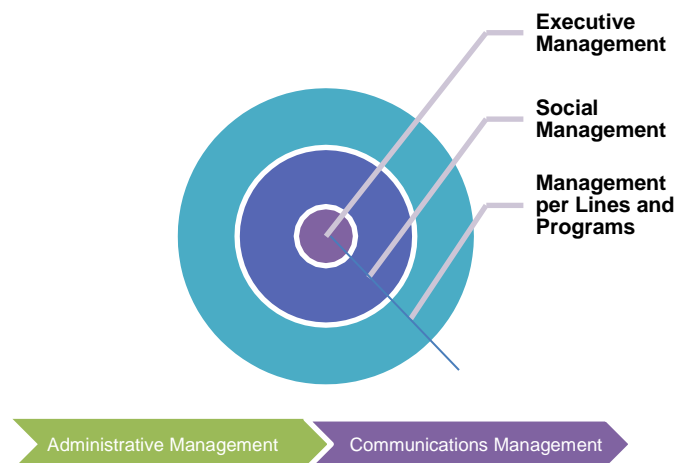 Executive
Management
Social
Management
Management
per Lines and
Programs
Administrative Management
Communications Management